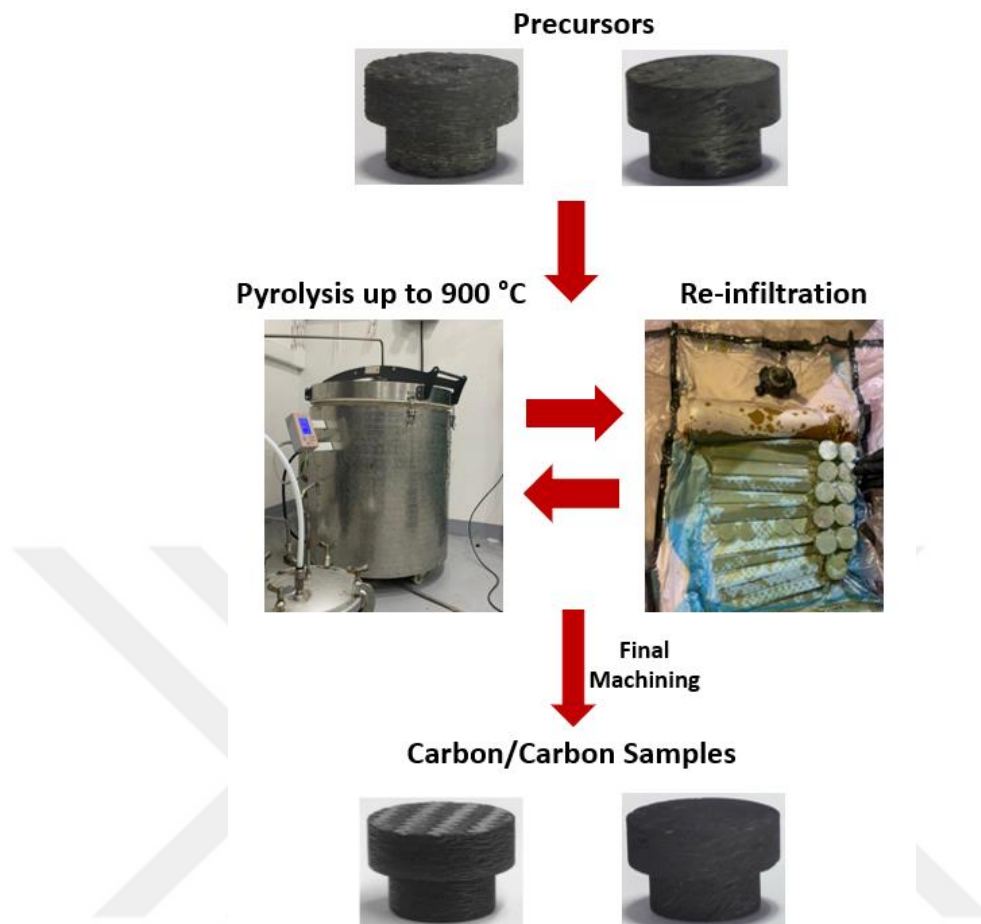 Precursors
Pyrolysis up to 900 °C
Re-infiltration
Final
Machining
Carbon/Carbon Samples